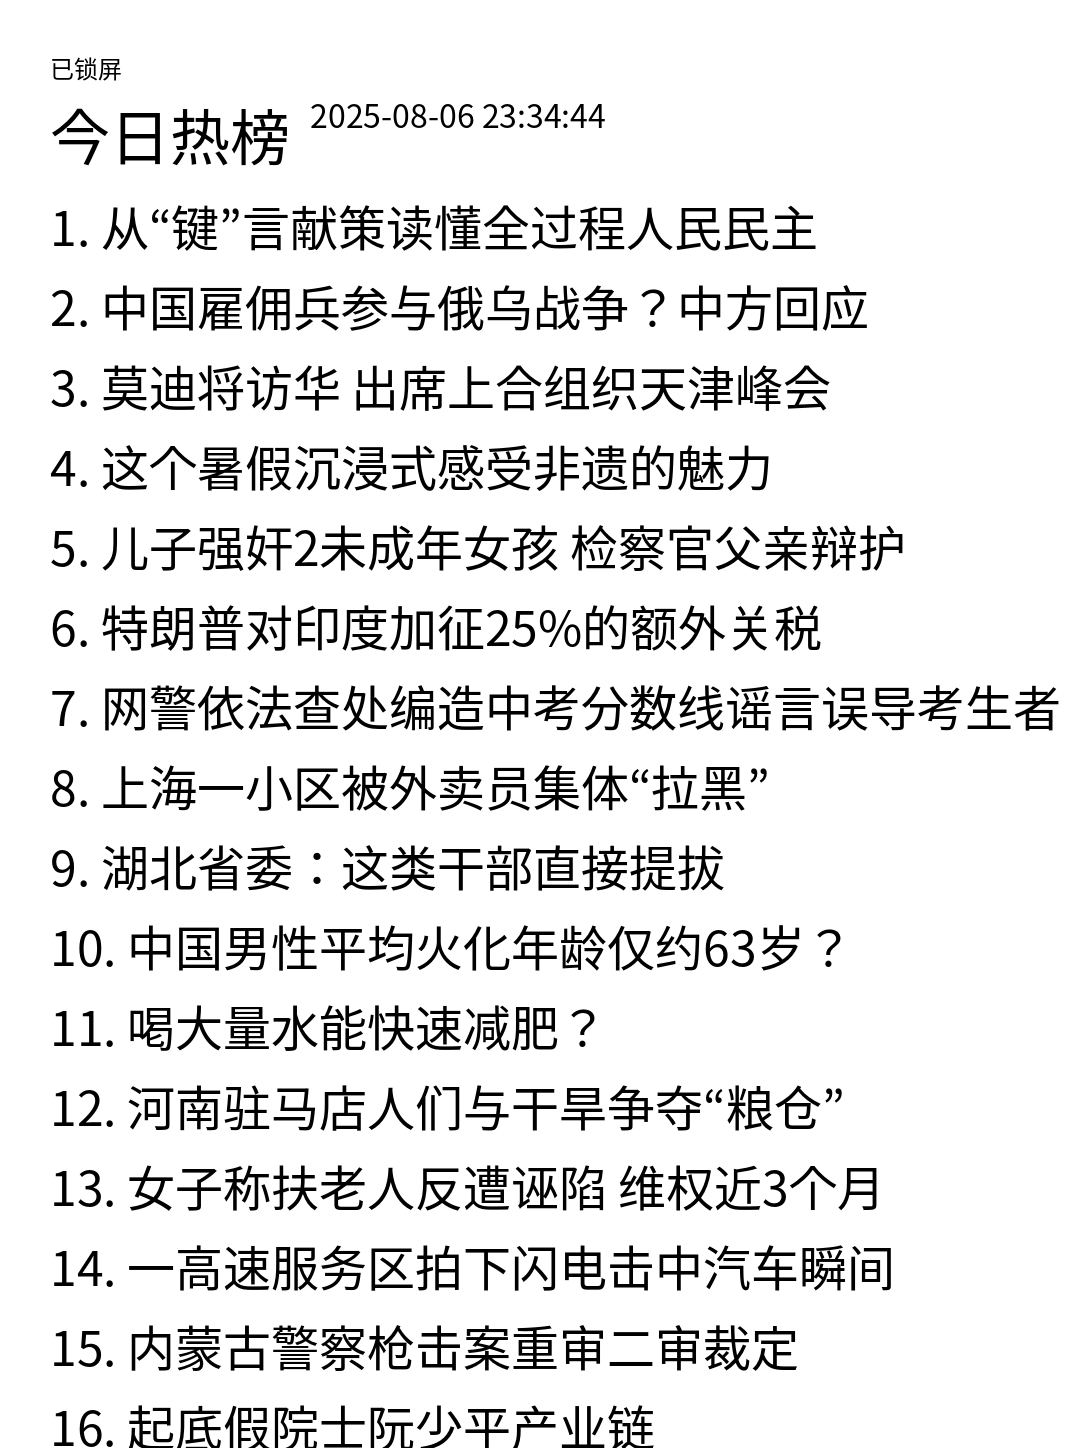 已锁屏
今日热榜 2025-08-06 23:34:44
1. 从“键”言献策读懂全过程人民民主
2. 中国雇佣兵参与俄乌战争？中方回应
3. 莫迪将访华 出席上合组织天津峰会
4. 这个暑假沉浸式感受非遗的魅力
5. 儿子强奸2未成年女孩 检察官父亲辩护
6. 特朗普对印度加征25%的额外关税
7. 网警依法查处编造中考分数线谣言误导考生者
8. 上海一小区被外卖员集体“拉黑”
9. 湖北省委：这类干部直接提拔
10. 中国男性平均火化年龄仅约63岁？
11. 喝大量水能快速减肥？
12. 河南驻马店人们与干旱争夺“粮仓”
13. 女子称扶老人反遭诬陷 维权近3个月
14. 一高速服务区拍下闪电击中汽车瞬间
15. 内蒙古警察枪击案重审二审裁定
16. 起底假院士阮少平产业链